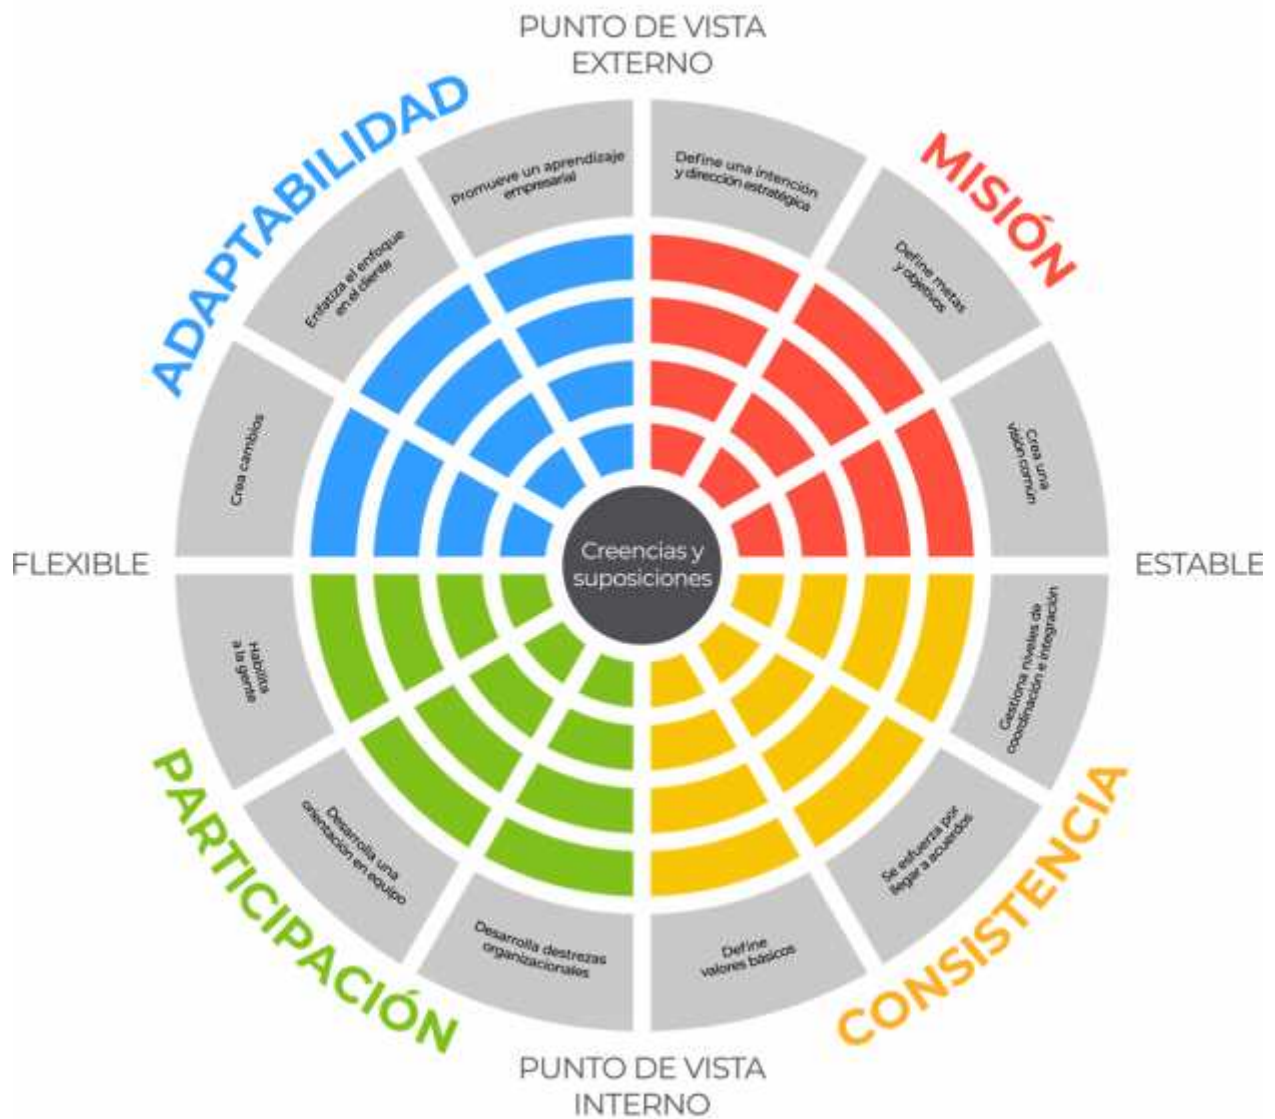 PUNTO DE VISTA
EXTERNO
ADAPTABILIDAD
MISIÓN
Promueve un aprendizaje
empresarial
Define una intención
y dirección estratégica
Enfatiza el enfoque
en el cliente
Define metas
y objetivos
Crea cambios
Crea una
visión común
FLEXIBLE
Creencias y
suposiciones
ESTABLE
Habilita
a la gente
Gestiona niveles de
coordinación e integración
Desarrolla una
orientación en equipo
Se esfuerza por
llegar a acuerdos
Desarrolla destrezas
organizacionales
Define
valores básicos
PARTICIPACIÓN
CONSISTENCIA
PUNTO DE VISTA
INTERNO